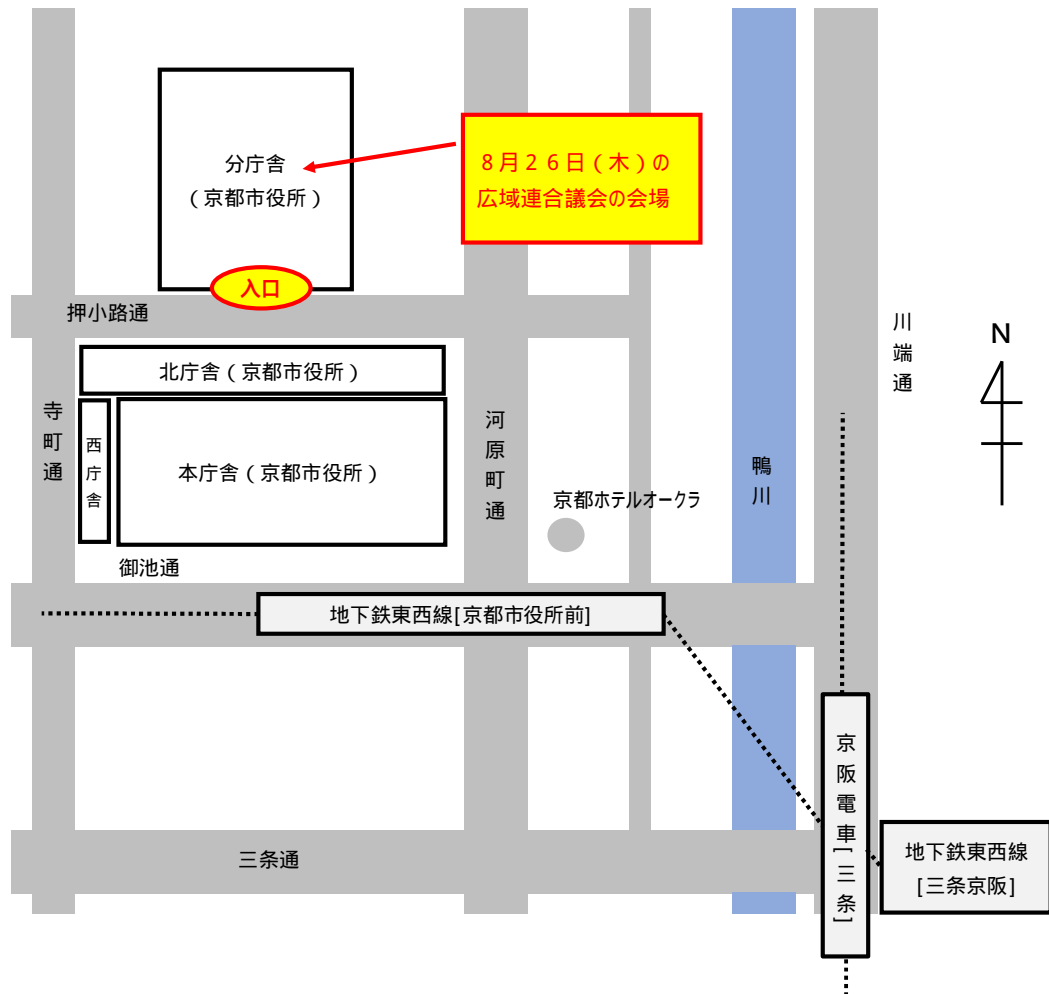 分庁舎
（京都市役所）
８月２６日（木）の
広域連合議会の会場
入口
押小路通
川端通
N
北庁舎（京都市役所）
寺町通
西庁舎
本庁舎（京都市役所）
河原町通
京都ホテルオークラ
鴨川
御池通
地下鉄東西線[京都市役所前]
京阪電車[三条]
三条通
地下鉄東西線
[三条京阪]